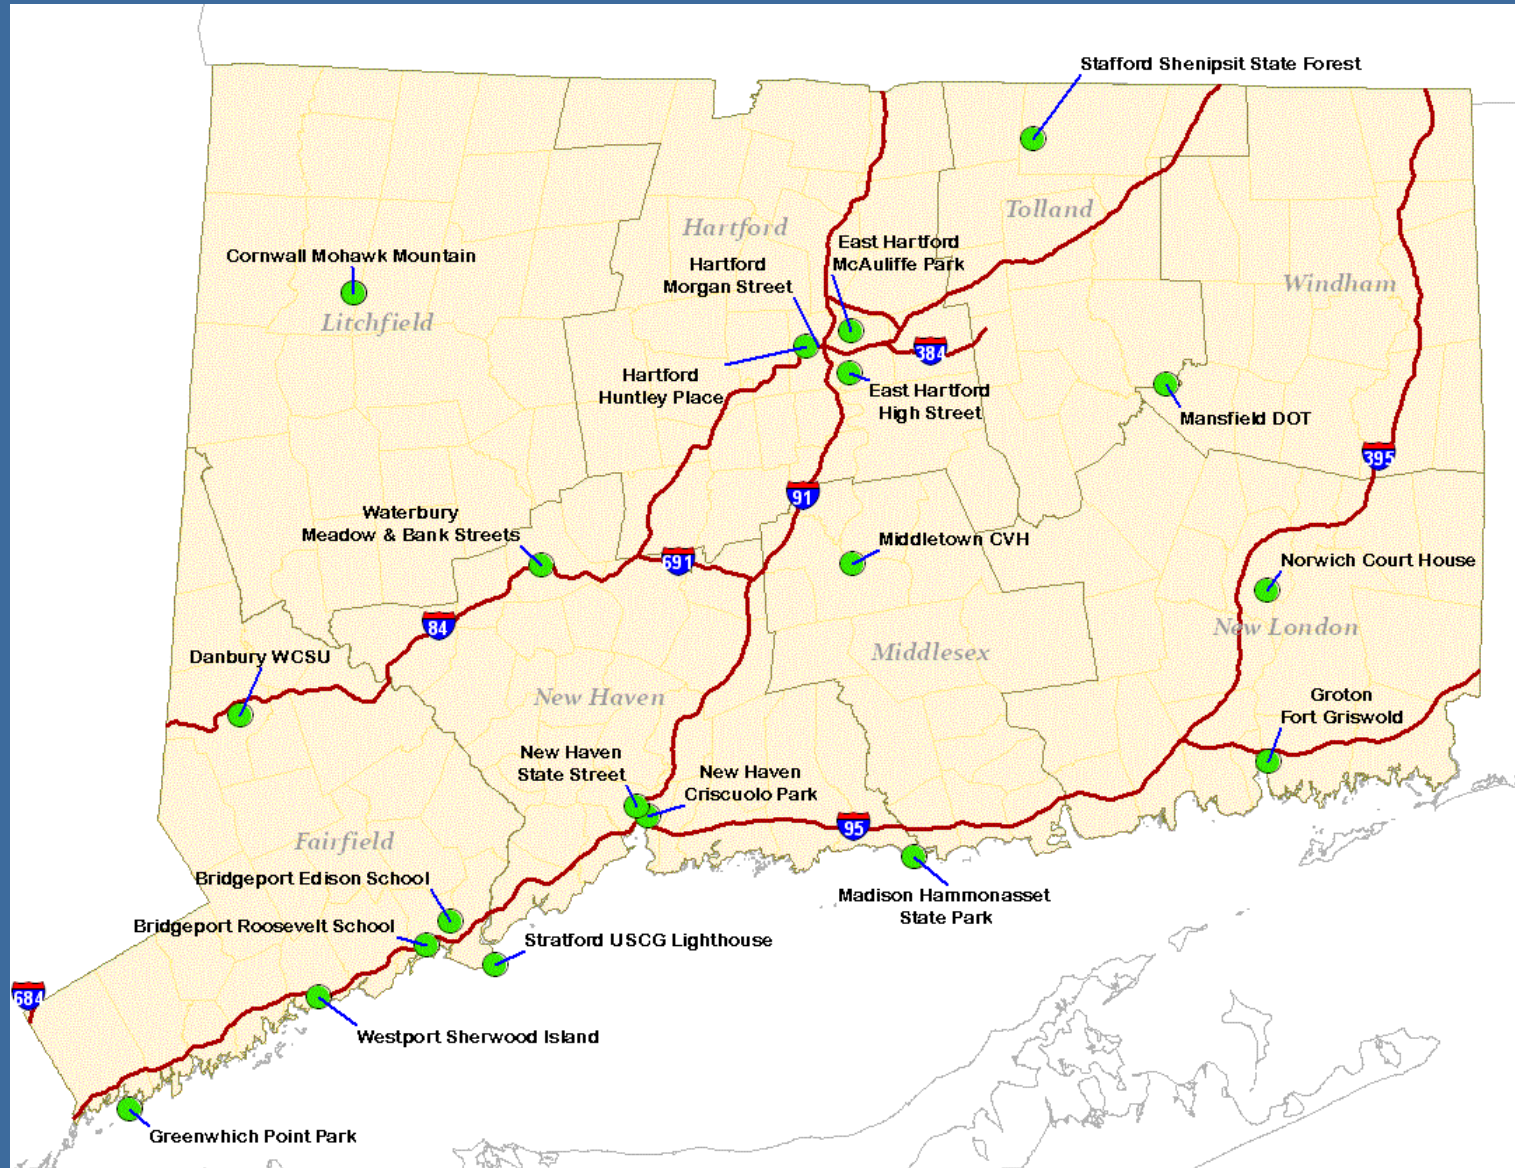 Stafford Shenipsit State Forest
Tolland
Hartford
East Hartford
McAuliffe Park
Cornwall Mohawk Mountain
Hartford
Morgan Street
Windham
Litchfield
384
Hartford
Huntley Place
East Hartford
High Street
Mansfield DOT
395
91
Waterbury
Meadow & Bank Streets
Middletown CVH
691
Norwich Court House
84
New London
Danbury WCSU
Middlesex
New Haven
Groton
Fort Griswold
New Haven
State Street
New Haven
Criscuolo Park
95
Fairfield
Bridgeport Edison School
Madison Hammonasset
State Park
Bridgeport Roosevelt School
Stratford USCG Lighthouse
684
Westport Sherwood Island
Greenwhich Point Park